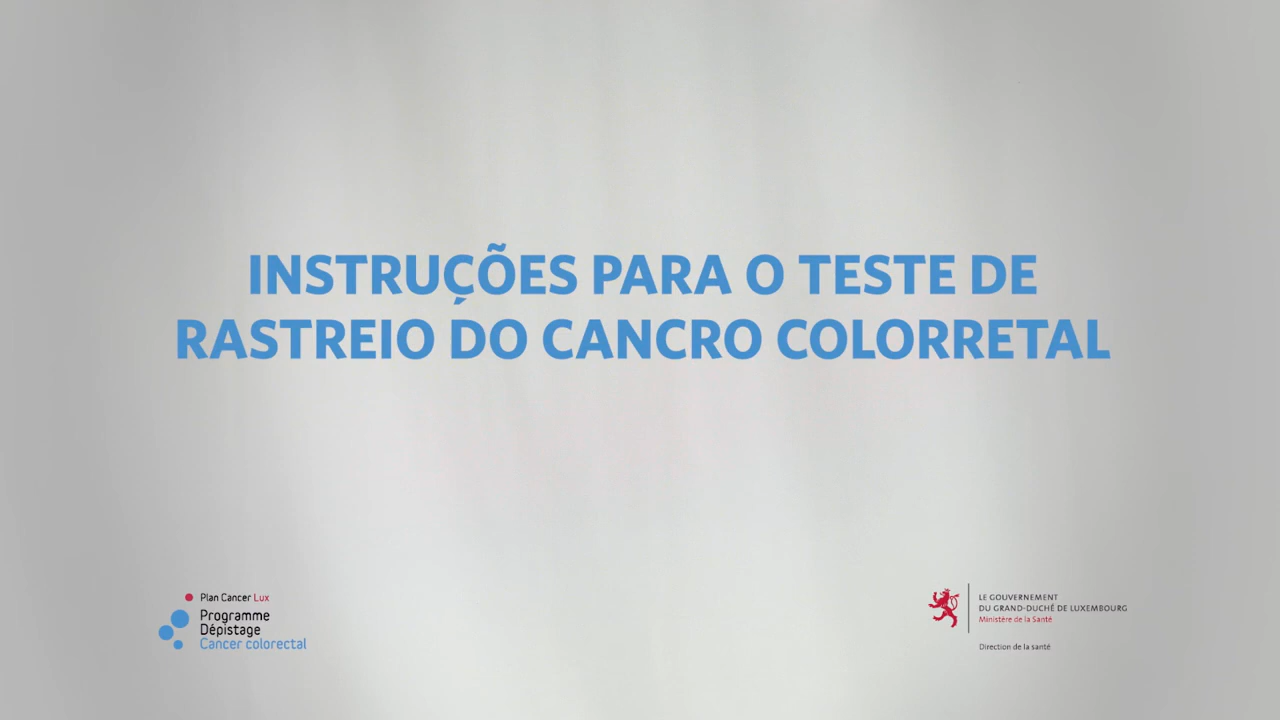 INSTRUÇÕES PARA O TESTE DE
RASTREIO DO CANCRO COLORRETAL
Plan Cancer Lux
Programme
Dépistage
Cancer colorectal
LE GOUVERNEMENT
DU GRAND-DUCHÉ DE LUXEMBOURG
Ministère de la Santé
Direction de la santé